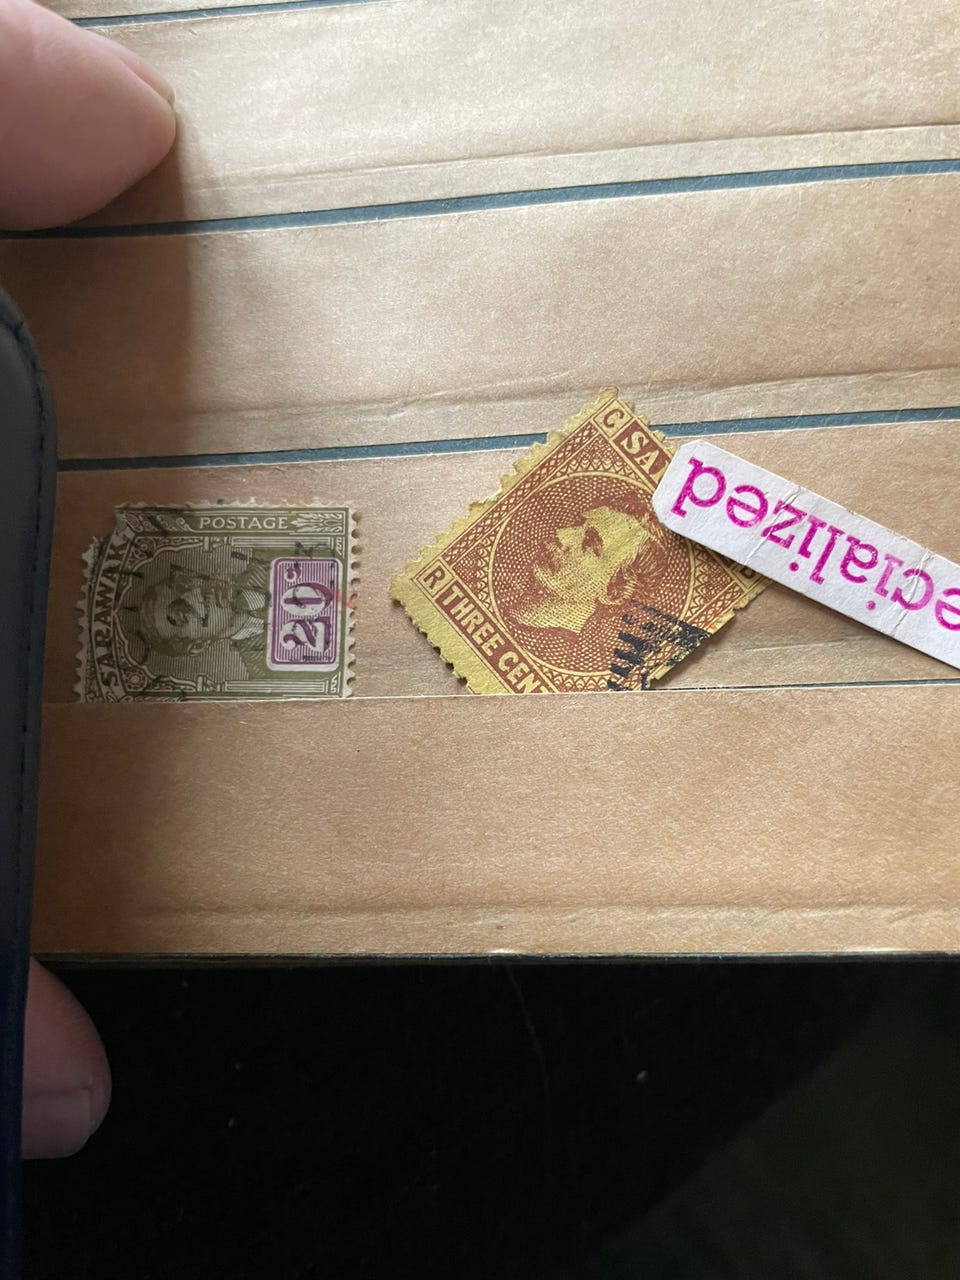 POSTAGE
SARAWAK
20c
C
SA
R
THREE CEN
ecialized